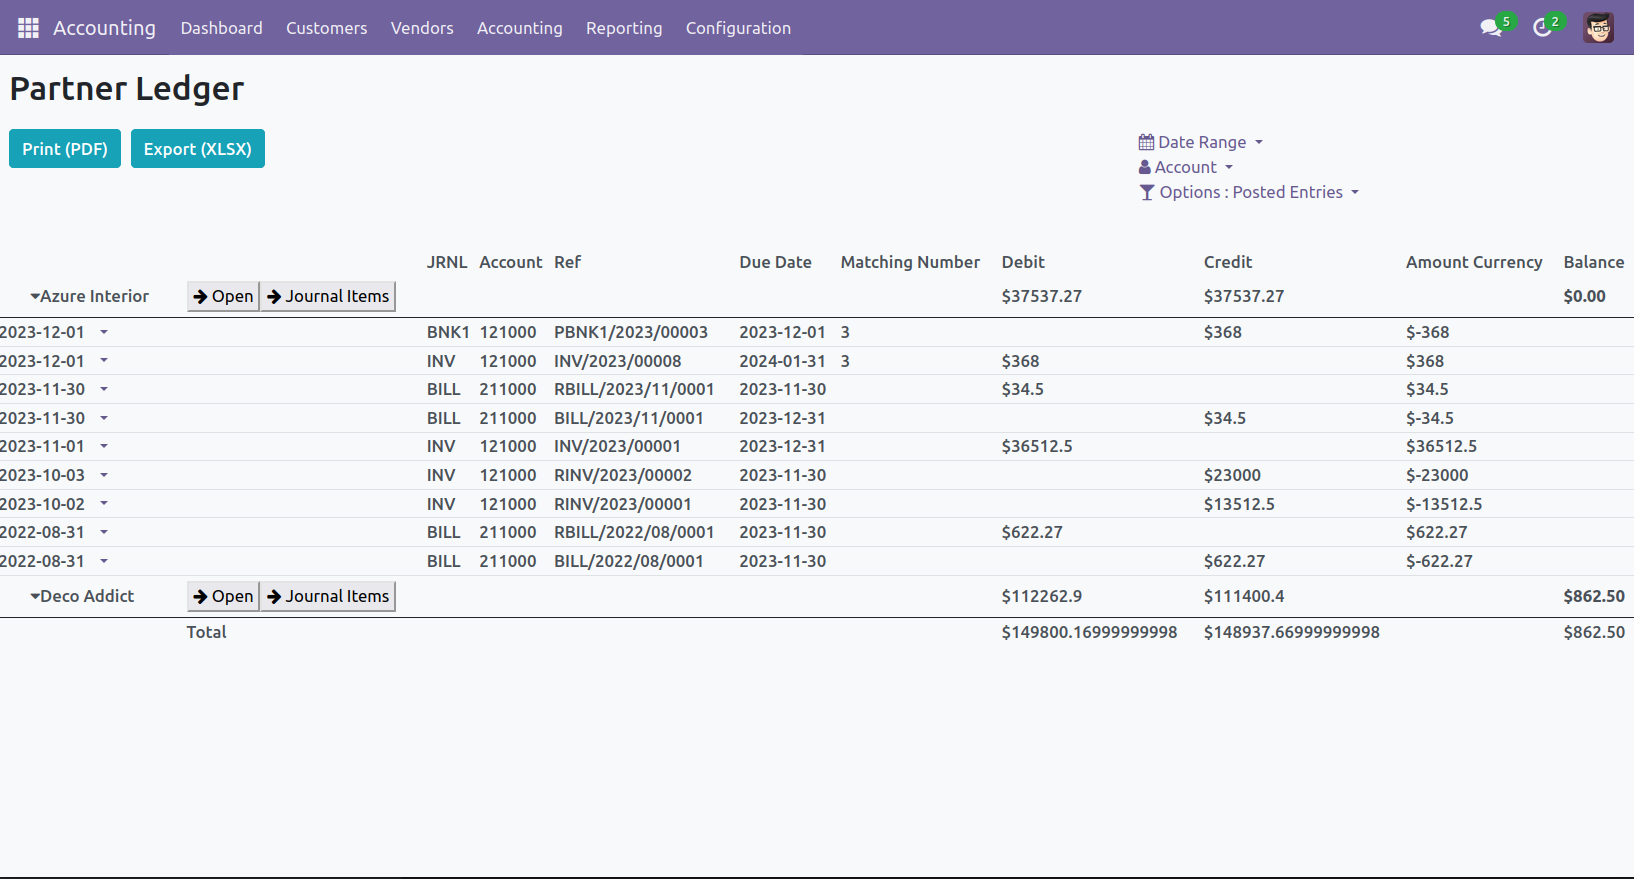 Accounting Dashboard Customers Vendors Accounting Reporting Configuration 5 2
Partner Ledger
Print (PDF) Export (XLSX)
Date Range
Account
Options : Posted Entries
JRNL Account Ref Due Date Matching Number Debit Credit Amount Currency Balance
Azure Interior Open Journal Items $37537.27 $37537.27 $0.00
2023-12-01 BNK1 121000 PBNK1/2023/00003 2023-12-01 3 $368 $-368
2023-12-01 INV 121000 INV/2023/00008 2024-01-31 3 $368 $368
2023-11-30 BILL 211000 RBILL/2023/11/0001 2023-11-30 $34.5 $34.5
2023-11-30 BILL 211000 BILL/2023/11/0001 2023-12-31 $34.5 $-34.5
2023-11-01 INV 121000 INV/2023/00001 2023-12-31 $36512.5 $36512.5
2023-10-03 INV 121000 RINV/2023/00002 2023-11-30 $23000 $-23000
2023-10-02 INV 121000 RINV/2023/00001 2023-11-30 $13512.5 $-13512.5
2022-08-31 BILL 211000 RBILL/2022/08/0001 2023-11-30 $622.27 $622.27
2022-08-31 BILL 211000 BILL/2022/08/0001 2023-11-30 $622.27 $-622.27
Deco Addict Open Journal Items $112262.9 $111400.4 $862.50
Total $149800.16999999998 $148937.66999999998 $862.50